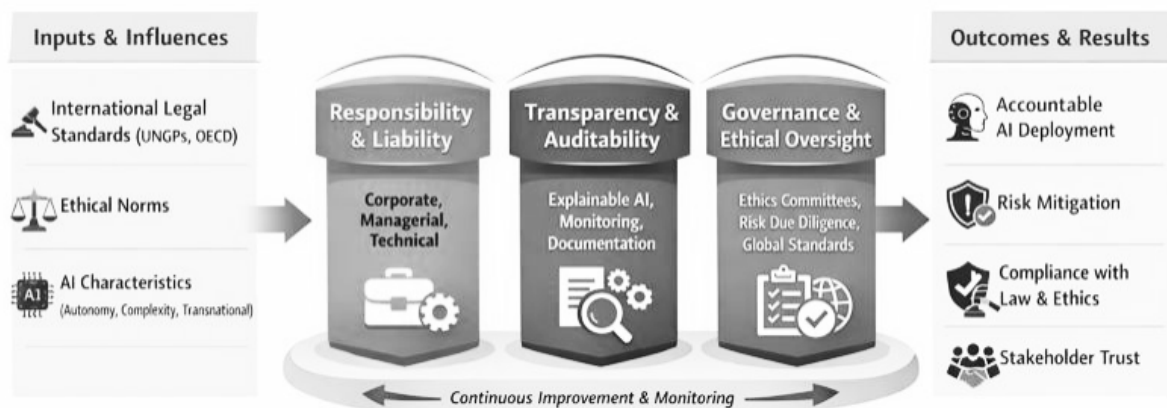 Inputs & Influences
International Legal
Standards (UNGPs, OECD)
Ethical Norms
AI
AI Characteristics
(Autonomy, Complexity, Transnational)
Responsibility
& Liability
Corporate,
Managerial,
Technical
Transparency &
Auditability
Explainable AI,
Monitoring,
Documentation
Governance &
Ethical Oversight
Ethics Committees,
Risk Due Diligence,
Global Standards
Continuous Improvement & Monitoring
Outcomes & Results
Accountable
AI Deployment
Risk Mitigation
Compliance with
Law & Ethics
Stakeholder Trust